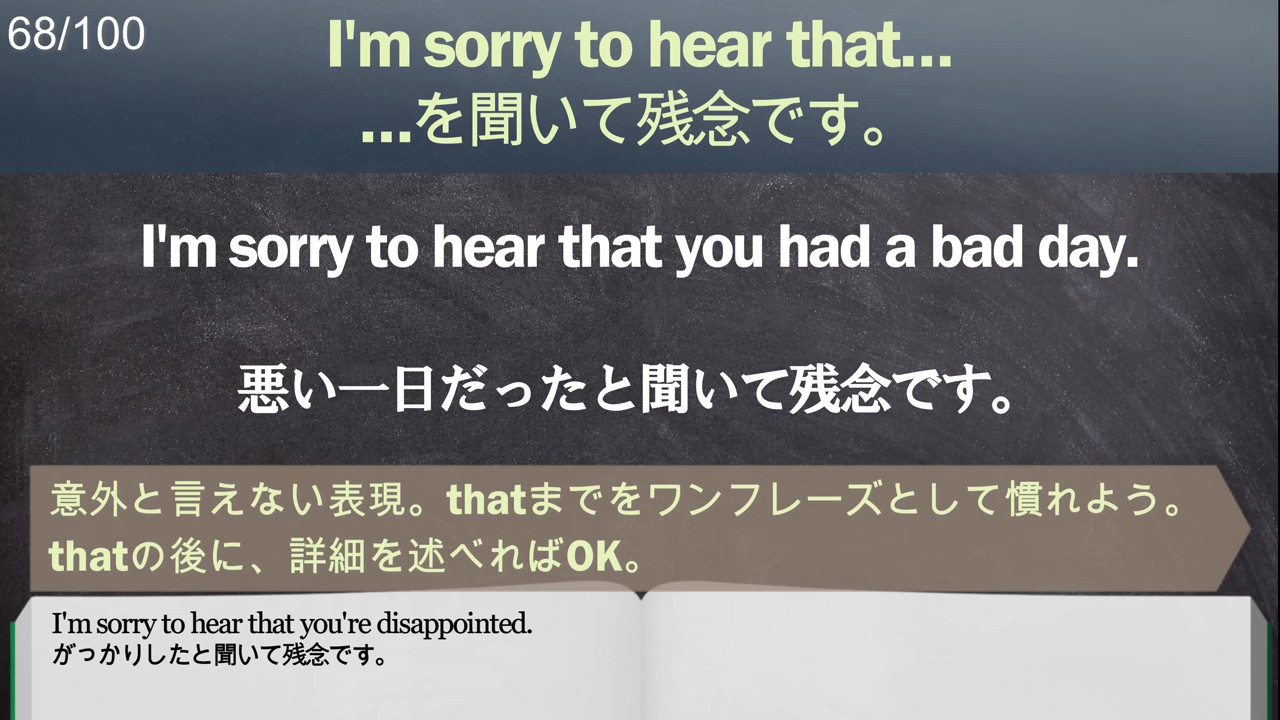 68/100
I'm sorry to hear that...
...を聞いて残念です。
I'm sorry to hear that you had a bad day.
悪い一日だったと聞いて残念です。
意外と言えない表現。thatまでをワンフレーズとして慣れよう。
thatの後に、詳細を述べればOK。
I'm sorry to hear that you're disappointed.
がっかりしたと聞いて残念です。